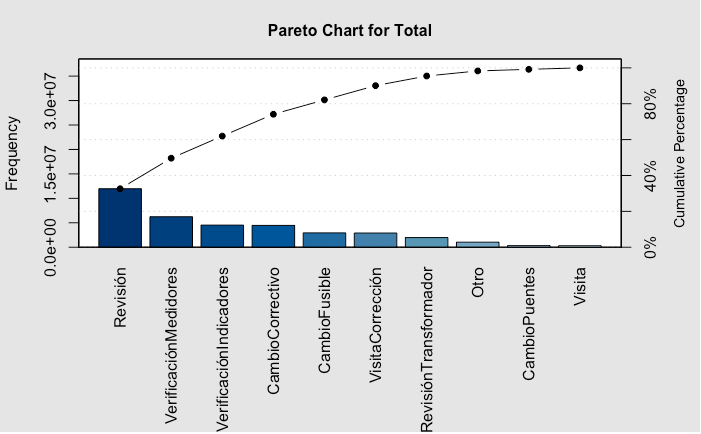 Pareto Chart for Total
Frequency
3.0e+07
1.5e+07
0.0e+00
80%
40%
0%
Cumulative Percentage
Revisión
VerificaciónMedidores
VerificaciónIndicadores
CambioCorrectivo
CambioFusible
VisitaCorrección
RevisiónTransformador
Otro
CambioPuentes
Visita